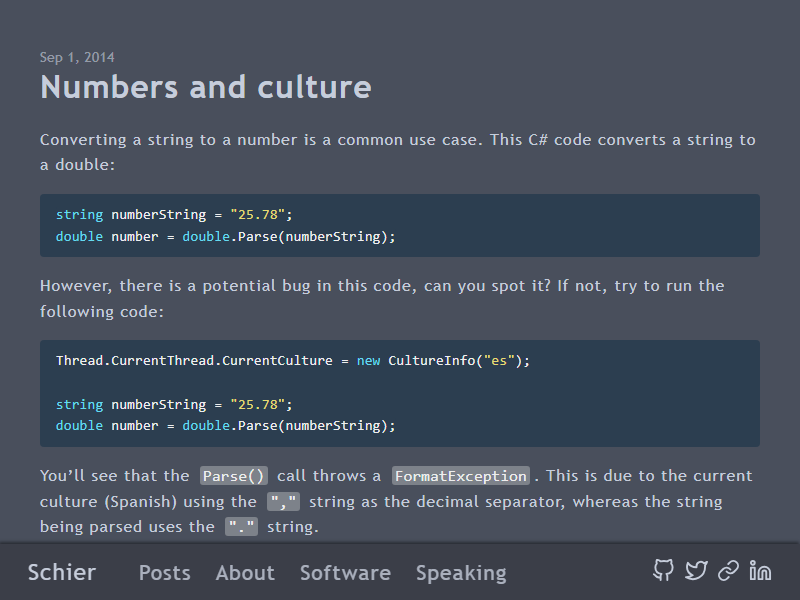 Sep 1, 2014
Numbers and culture
Converting a string to a number is a common use case. This C# code converts a string to
a double:
string numberString = "25.78";
double number = double.Parse(numberString);
However, there is a potential bug in this code, can you spot it? If not, try to run the
following code:
Thread.CurrentThread.CurrentCulture = new CultureInfo("es");
string numberString = "25.78";
double number = double.Parse(numberString);
You’ll see that the Parse() call throws a FormatException. This is due to the current
culture (Spanish) using the "," string as the decimal separator, whereas the string
being parsed uses the "." string.
Schier Posts About Software Speaking